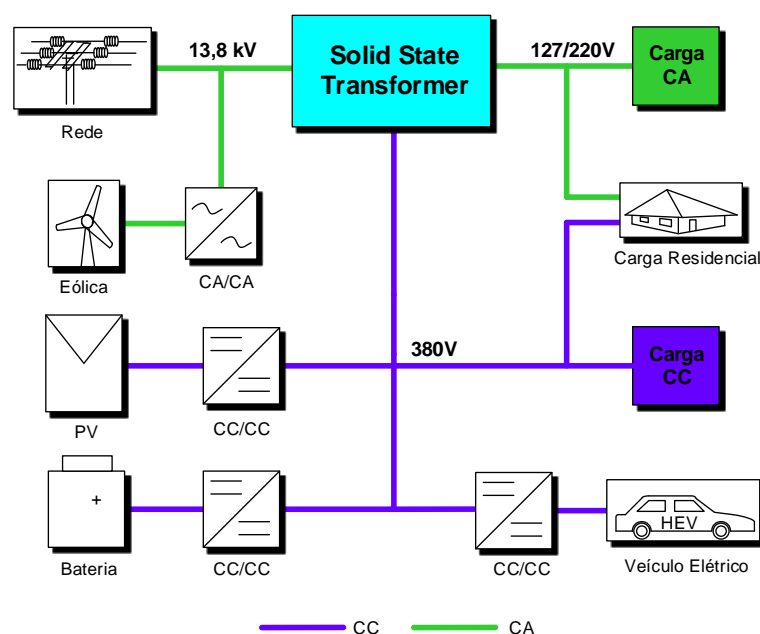 13,8 kV
Solid State
Transformer
127/220V
Carga
CA
Rede
Eólica
CA/CA
Carga Residencial
380V
Carga
CC
PV
CC/CC
+
HEV
Bateria
CC/CC
CC/CC
Veículo Elétrico
CC
CA